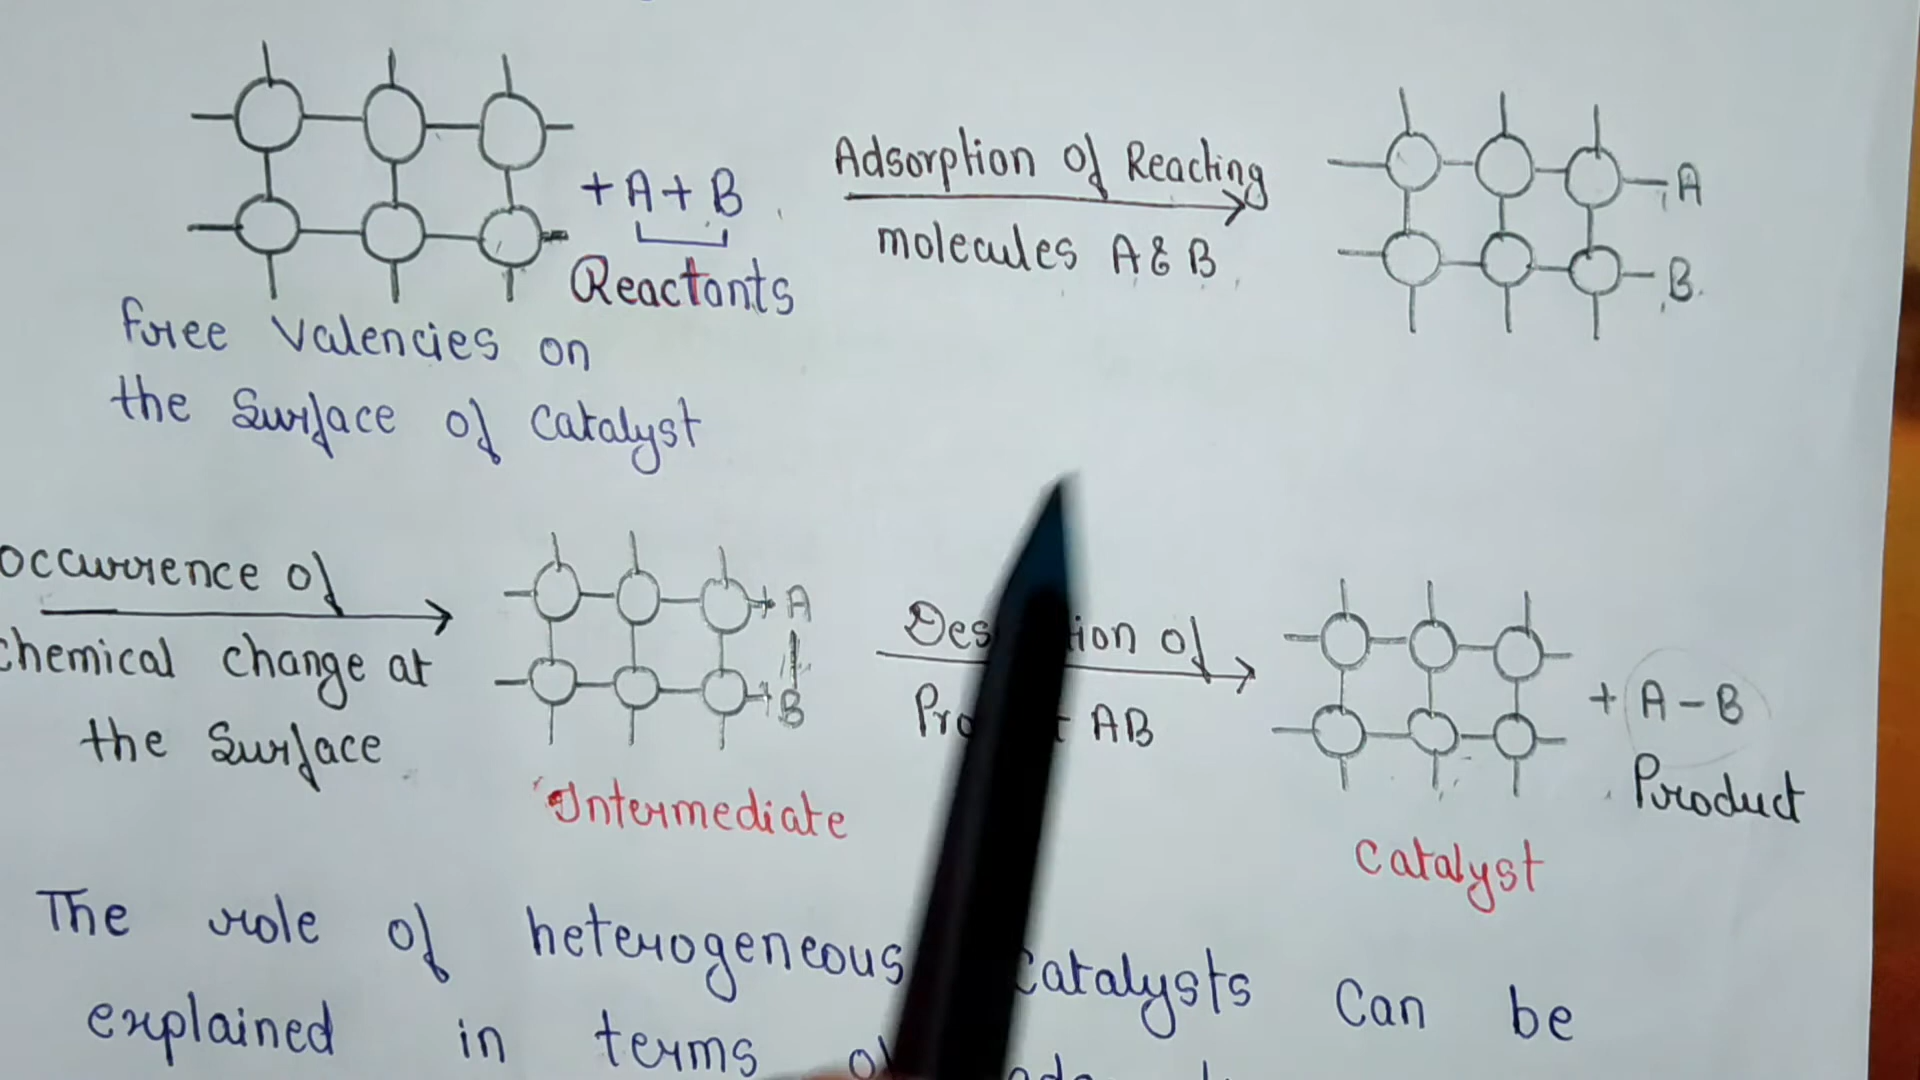 + A + B
Reactants
Free Valencies on
the Surface of Catalyst
Adsorption of Reacting
molecules A & B
A
B
occurrence of
chemical change at
the Surface
A
B
Intermediate
of
AB
Catalyst
+ A - B
Product
The role of heterogeneous catalysts can be
explained in terms